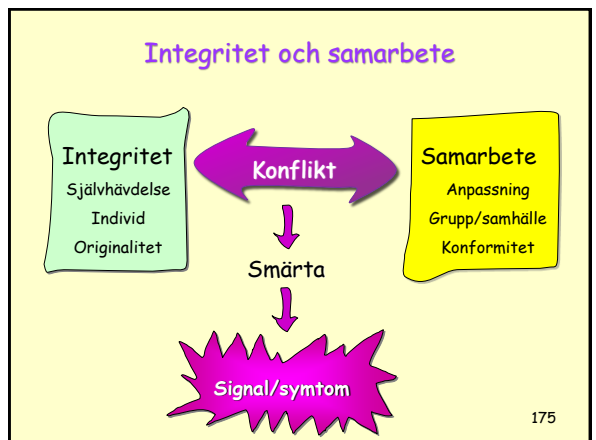 Integritet och samarbete
Integritet
Självhävdelse
Individ
Originalitet
Konflikt
Samarbete
Anpassning
Grupp/samhälle
Konformitet
Smärta
Signal/symtom
175